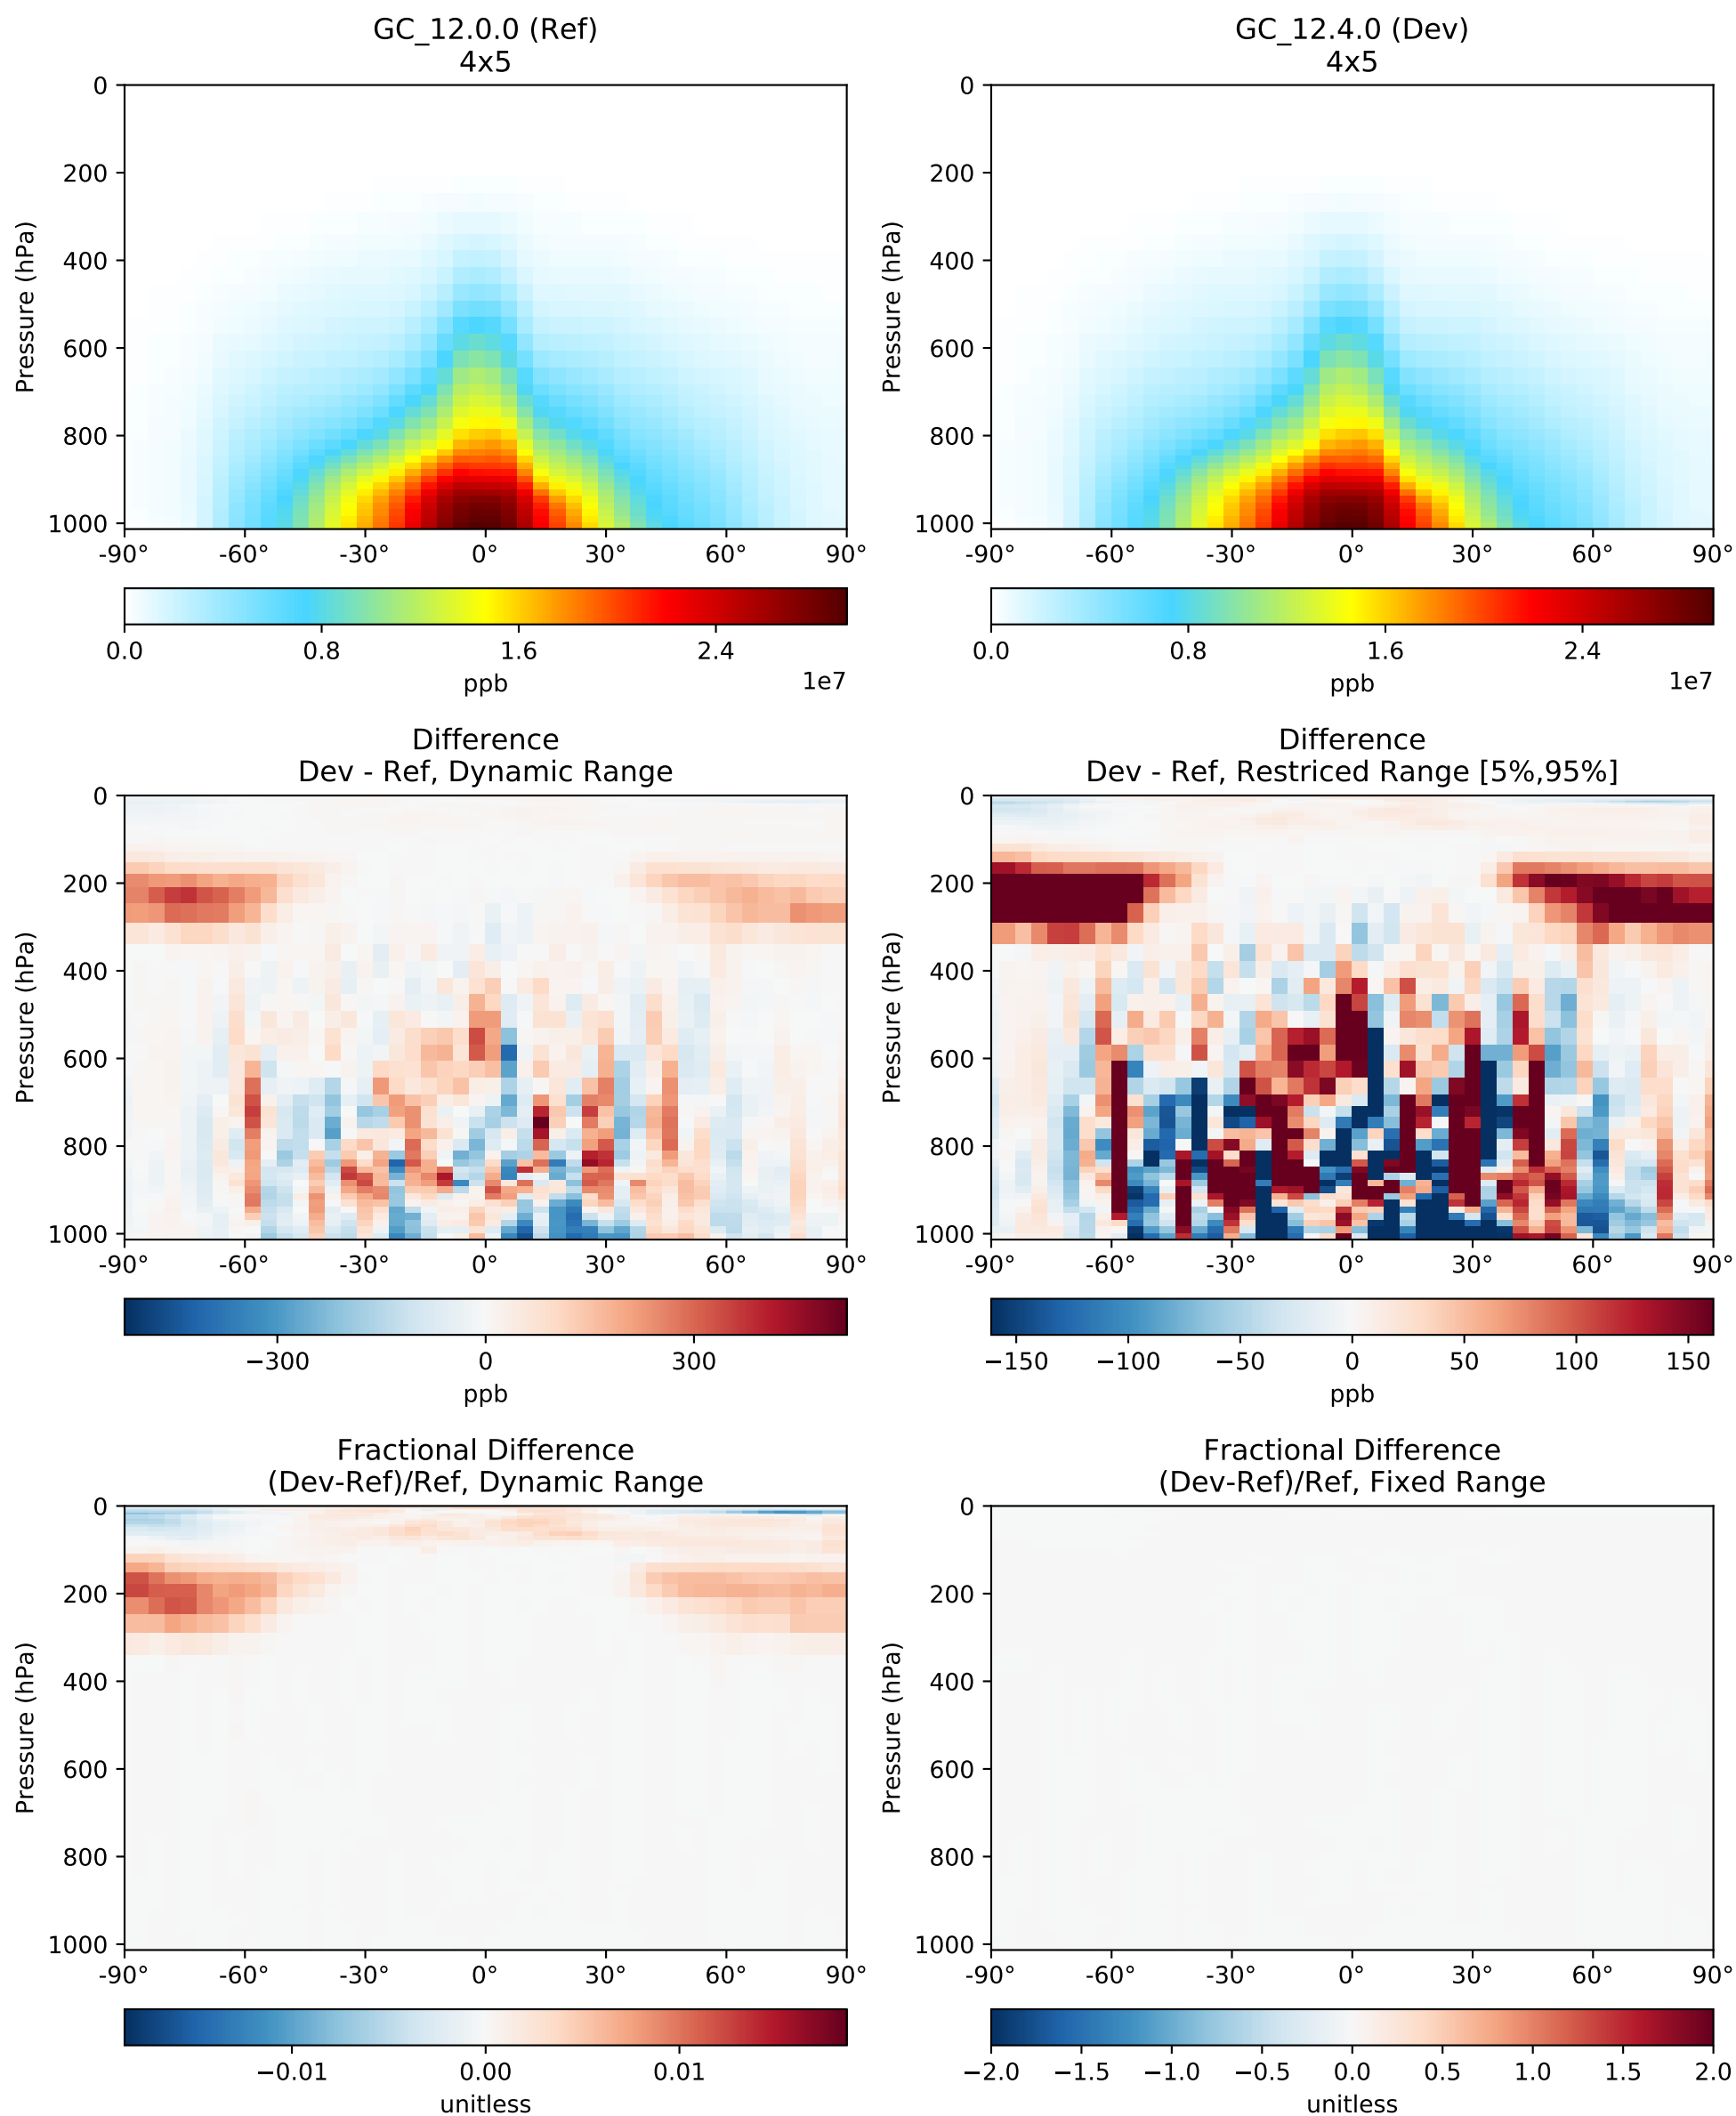 GC_12.0.0 (Ref)
4x5
GC_12.4.0 (Dev)
4x5
Pressure (hPa)
0
200
400
600
800
1000
-90° -60° -30° 0° 30° 60° 90°
0.0 0.8 1.6 2.4
ppb
1e7
Pressure (hPa)
0
200
400
600
800
1000
-90° -60° -30° 0° 30° 60° 90°
0.0 0.8 1.6 2.4
ppb
1e7
Difference
Dev - Ref, Dynamic Range
Pressure (hPa)
0
200
400
600
800
1000
-90° -60° -30° 0° 30° 60° 90°
−300 0 300
ppb
Difference
Dev - Ref, Restriced Range [5%,95%]
Pressure (hPa)
0
200
400
600
800
1000
-90° -60° -30° 0° 30° 60° 90°
−150 −100 −50 0 50 100 150
ppb
Fractional Difference
(Dev-Ref)/Ref, Dynamic Range
Pressure (hPa)
0
200
400
600
800
1000
-90° -60° -30° 0° 30° 60° 90°
−0.01 0.00 0.01
unitless
Fractional Difference
(Dev-Ref)/Ref, Fixed Range
Pressure (hPa)
0
200
400
600
800
1000
-90° -60° -30° 0° 30° 60° 90°
−2.0 −1.5 −1.0 −0.5 0.0 0.5 1.0 1.5 2.0
unitless